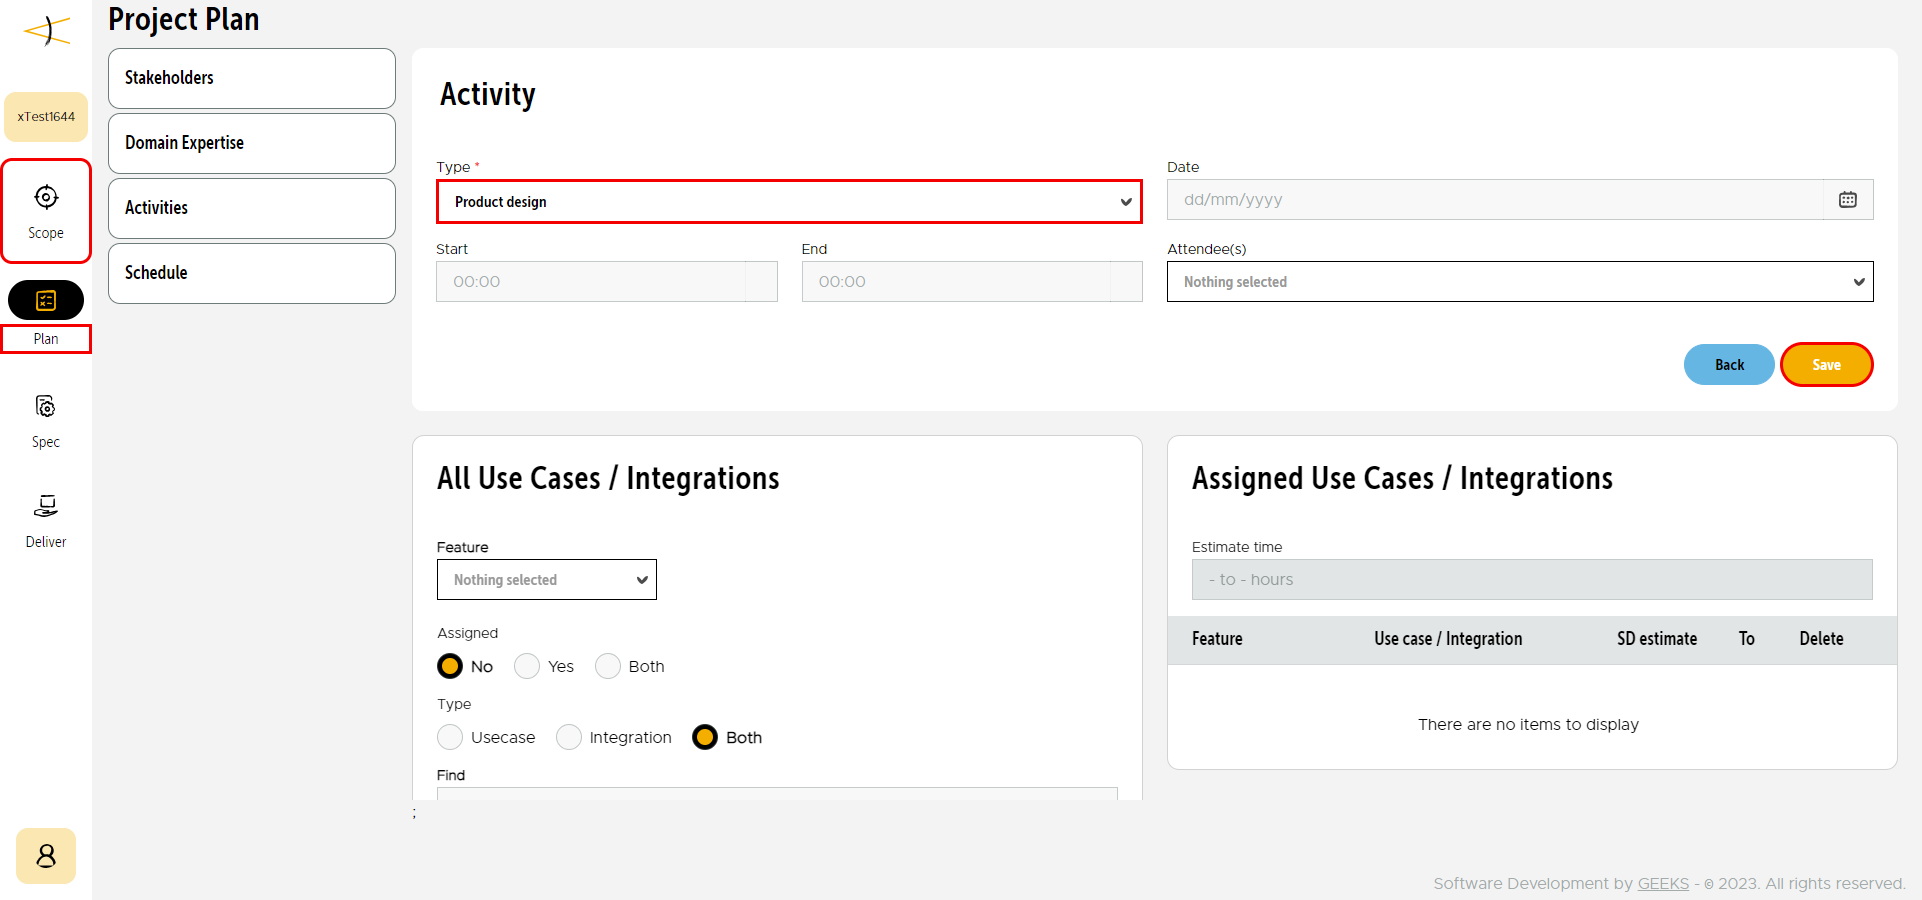 Project Plan
xTest1644
Scope
Plan
Spec
Deliver
Stakeholders
Domain Expertise
Activities
Schedule
Activity
Type *
Product design
Date
dd/mm/yyyy
Start
00:00
End
00:00
Attendee(s)
Nothing selected
Back
Save
All Use Cases / Integrations
Feature
Nothing selected
Assigned
No Yes Both
Type
Usecase Integration Both
Find
;
Assigned Use Cases / Integrations
Estimate time
- to - hours
Feature Use case / Integration SD estimate To Delete
There are no items to display
Software Development by GEEKS - © 2023. All rights reserved.